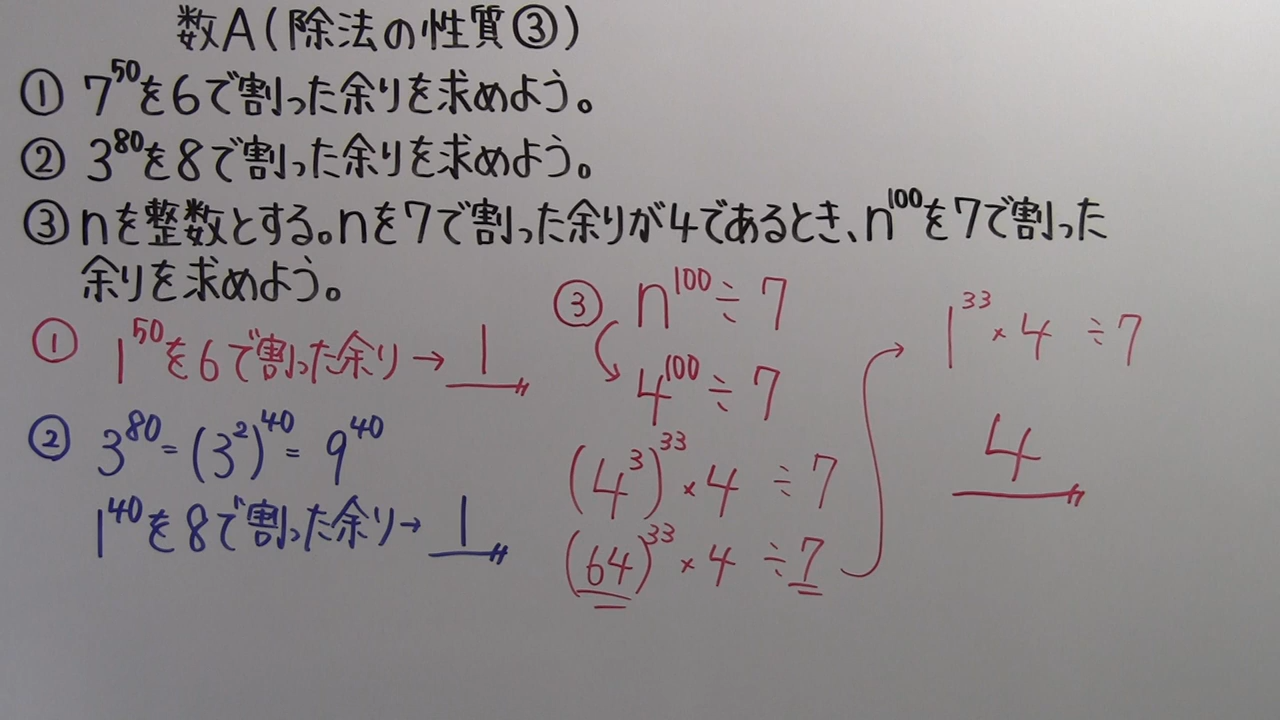 数A(除法の性質③)
① 7^50を6で割った余りを求めよう。
② 3^80を8で割った余りを求めよう。
③ nを整数とする。nを7で割った余りが4であるとき、n^100を7で割った
余りを求めよう。
① 1^50を6で割った余り→1
② 3^80=(3^2)^40=9^40
1^40を8で割った余り→1
③ n^100÷7
4^100÷7
(4^3)^33×4÷7
(64)^33×4÷7
1^33×4÷7
4